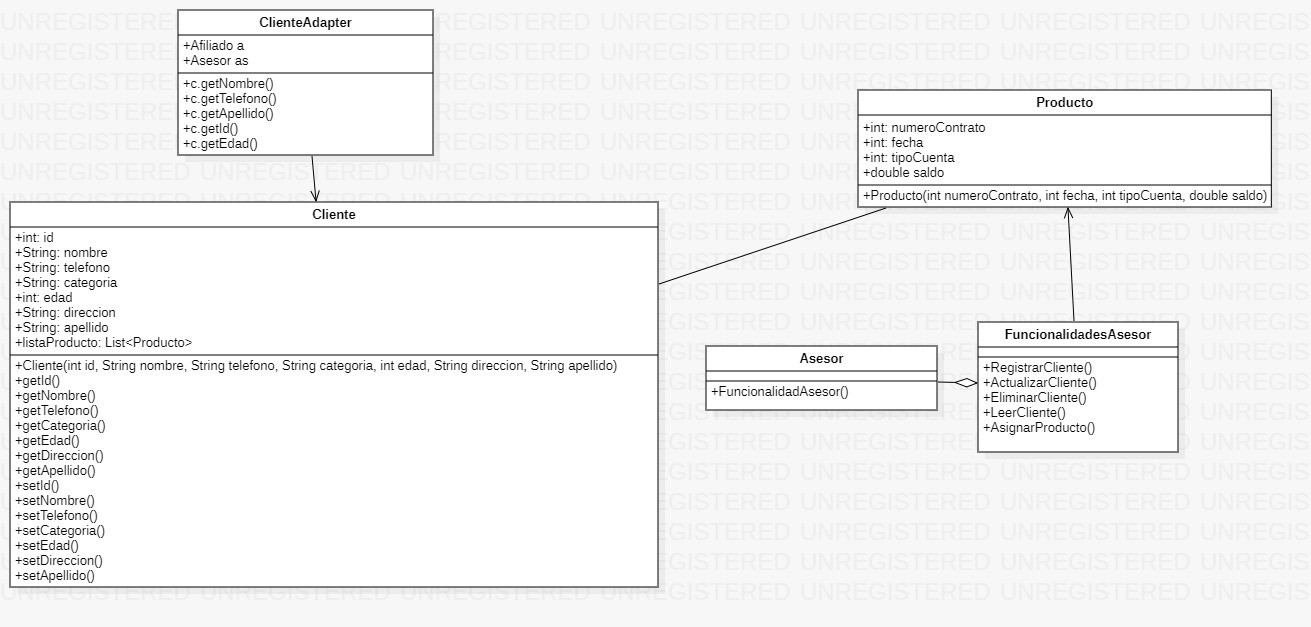 ClienteAdapter
+Afiliado a
+Asesor as
+c.getNombre()
+c.getTelefono()
+c.getApellido()
+c.getId()
+c.getEdad()
Producto
+int: numeroContrato
+int: fecha
+int: tipoCuenta
+double saldo
+Producto(int numeroContrato, int fecha, int tipoCuenta, double saldo)
Cliente
+int: id
+String: nombre
+String: telefono
+String: categoria
+int: edad
+String: direccion
+String: apellido
+listaProducto: List<Producto>
+Cliente(int id, String nombre, String telefono, String categoria, int edad, String direccion, String apellido)
+getId()
+getNombre()
+getTelefono()
+getCategoria()
+getEdad()
+getDireccion()
+getApellido()
+setId()
+setNombre()
+setTelefono()
+setCategoria()
+setEdad()
+setDireccion()
+setApellido()
Asesor
+FuncionalidadAsesor()
FuncionalidadesAsesor
+RegistrarCliente()
+ActualizarCliente()
+EliminarCliente()
+LeerCliente()
+AsignarProducto()
UNREGISTERED